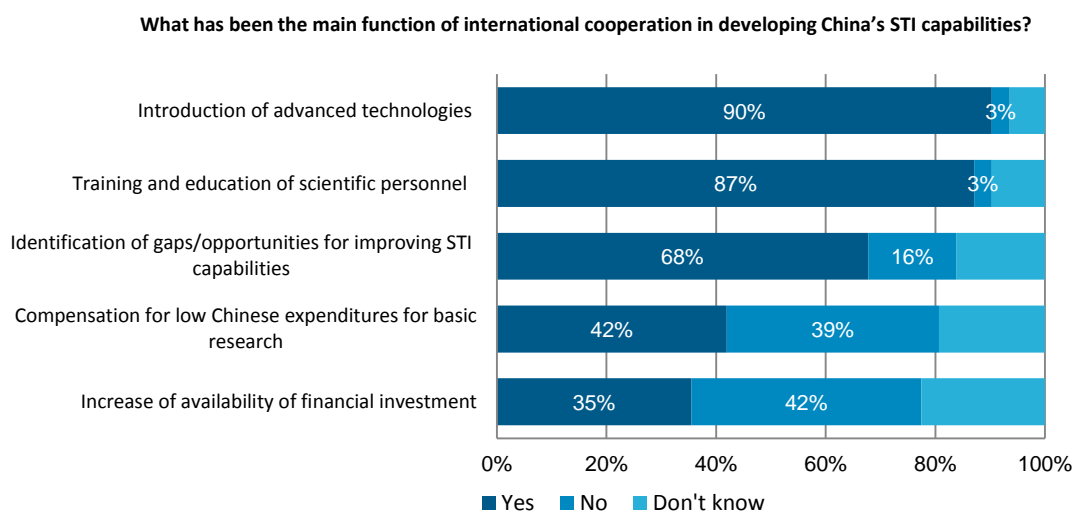 What has been the main function of international cooperation in developing China’s STI capabilities?
Introduction of advanced technologies
90%
3%
Training and education of scientific personnel
87%
3%
Identification of gaps/opportunities for improving STI
capabilities
68%
16%
Compensation for low Chinese expenditures for basic
research
42%
39%
Increase of availability of financial investment
35%
42%
0% 20% 40% 60% 80% 100%
Yes No Don't know